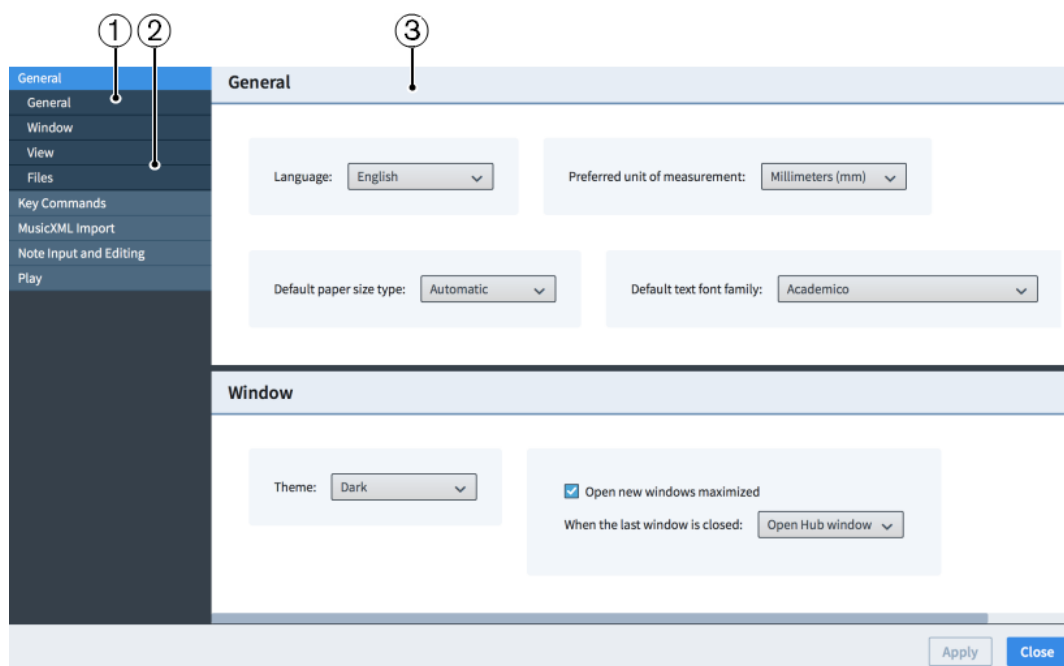 ① ② ③
General
General
Window
View
Files
Key Commands
MusicXML Import
Note Input and Editing
Play
General
Language: English Preferred unit of measurement: Millimeters (mm)
Default paper size type: Automatic Default text font family: Academico
Window
Theme: Dark
Open new windows maximized
When the last window is closed: Open Hub window
Apply Close